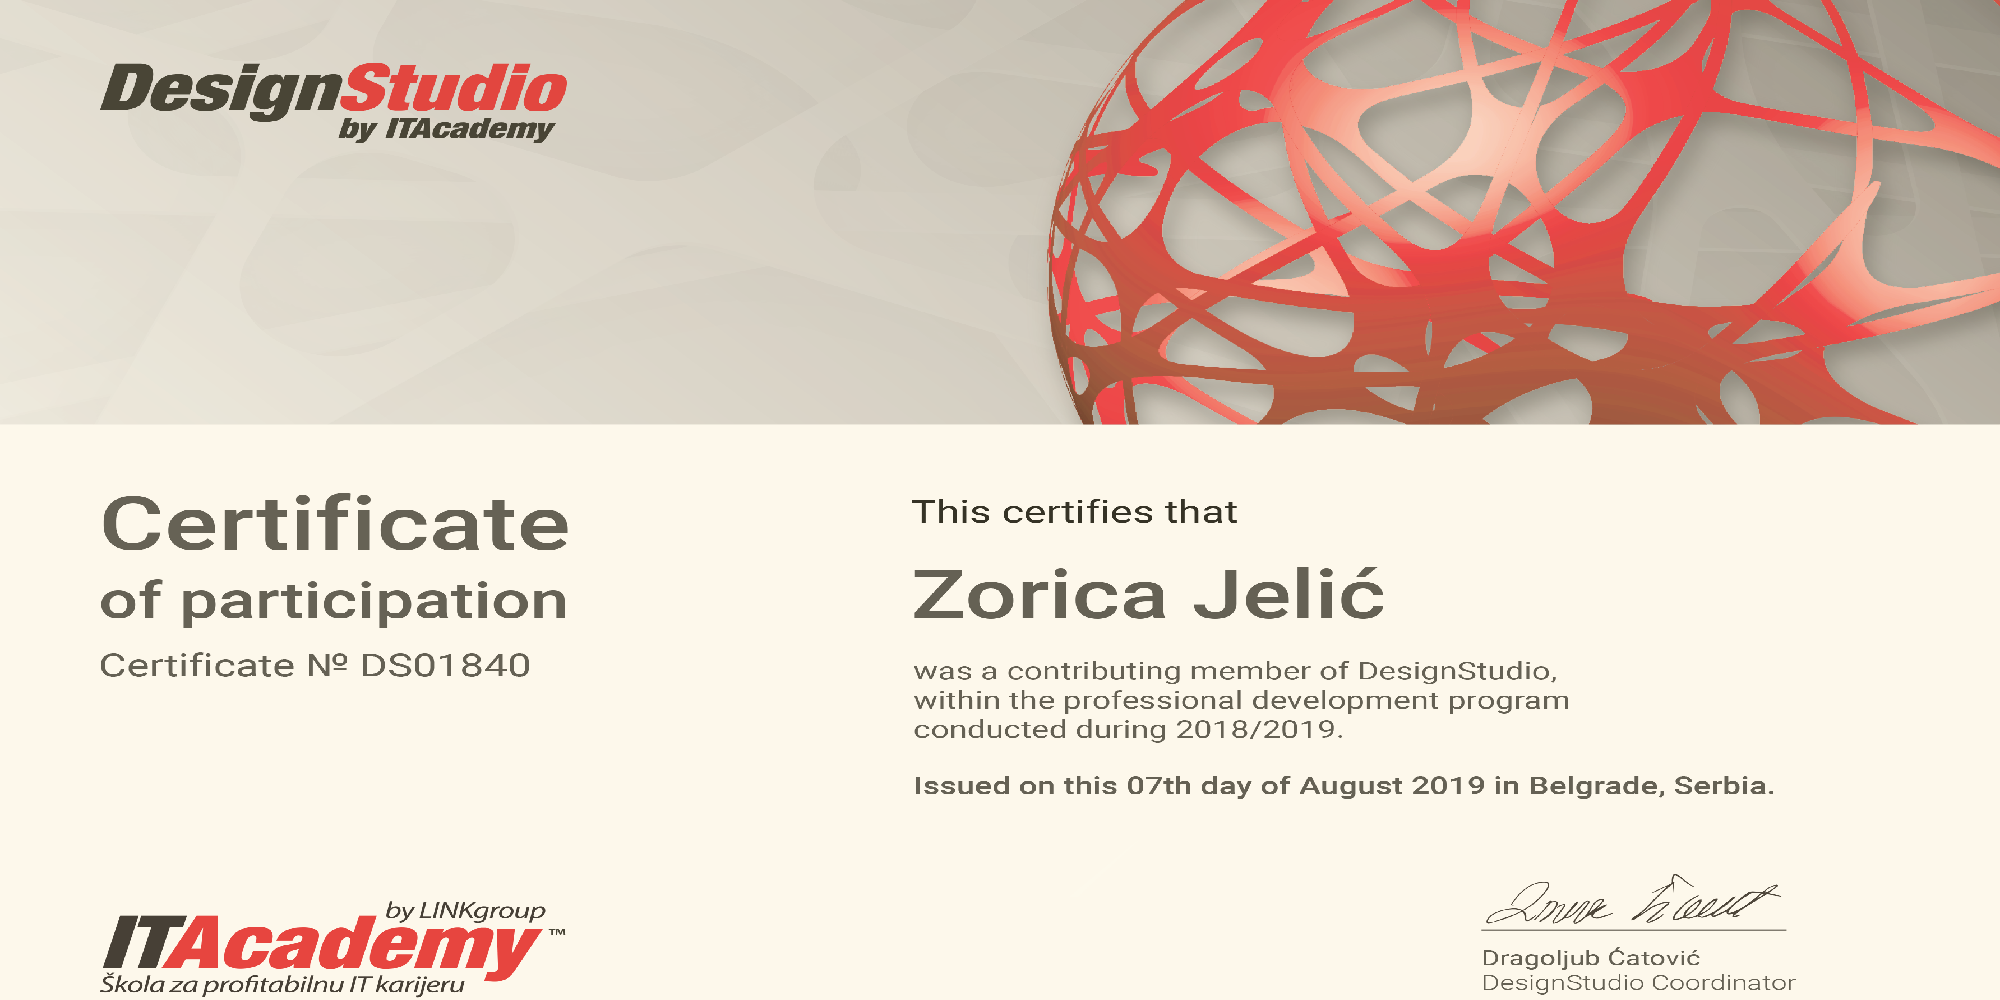 DesignStudio
by ITAcademy
Certificate
of participation
Certificate № DS01840
This certifies that
Zorica Jelić
was a contributing member of DesignStudio,
within the professional development program
conducted during 2018/2019.
Issued on this 07th day of August 2019 in Belgrade, Serbia.
by LINKgroup
ITAcademy™
Škola za profitabilnu IT karijeru
Dragoljub Ćatović
DesignStudio Coordinator